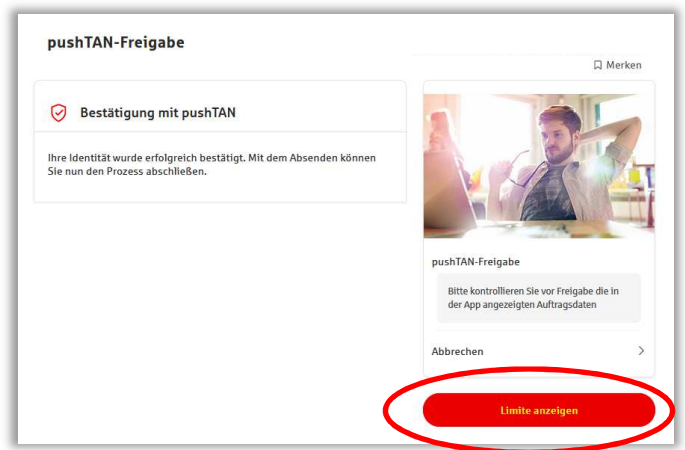 pushTAN-Freigabe
Merken
Bestätigung mit pushTAN
Ihre Identität wurde erfolgreich bestätigt. Mit dem Absenden können
Sie nun den Prozess abschließen.
pushTAN-Freigabe
Bitte kontrollieren Sie vor Freigabe die in
der App angezeigten Auftragsdaten
Abbrechen
Limite anzeigen